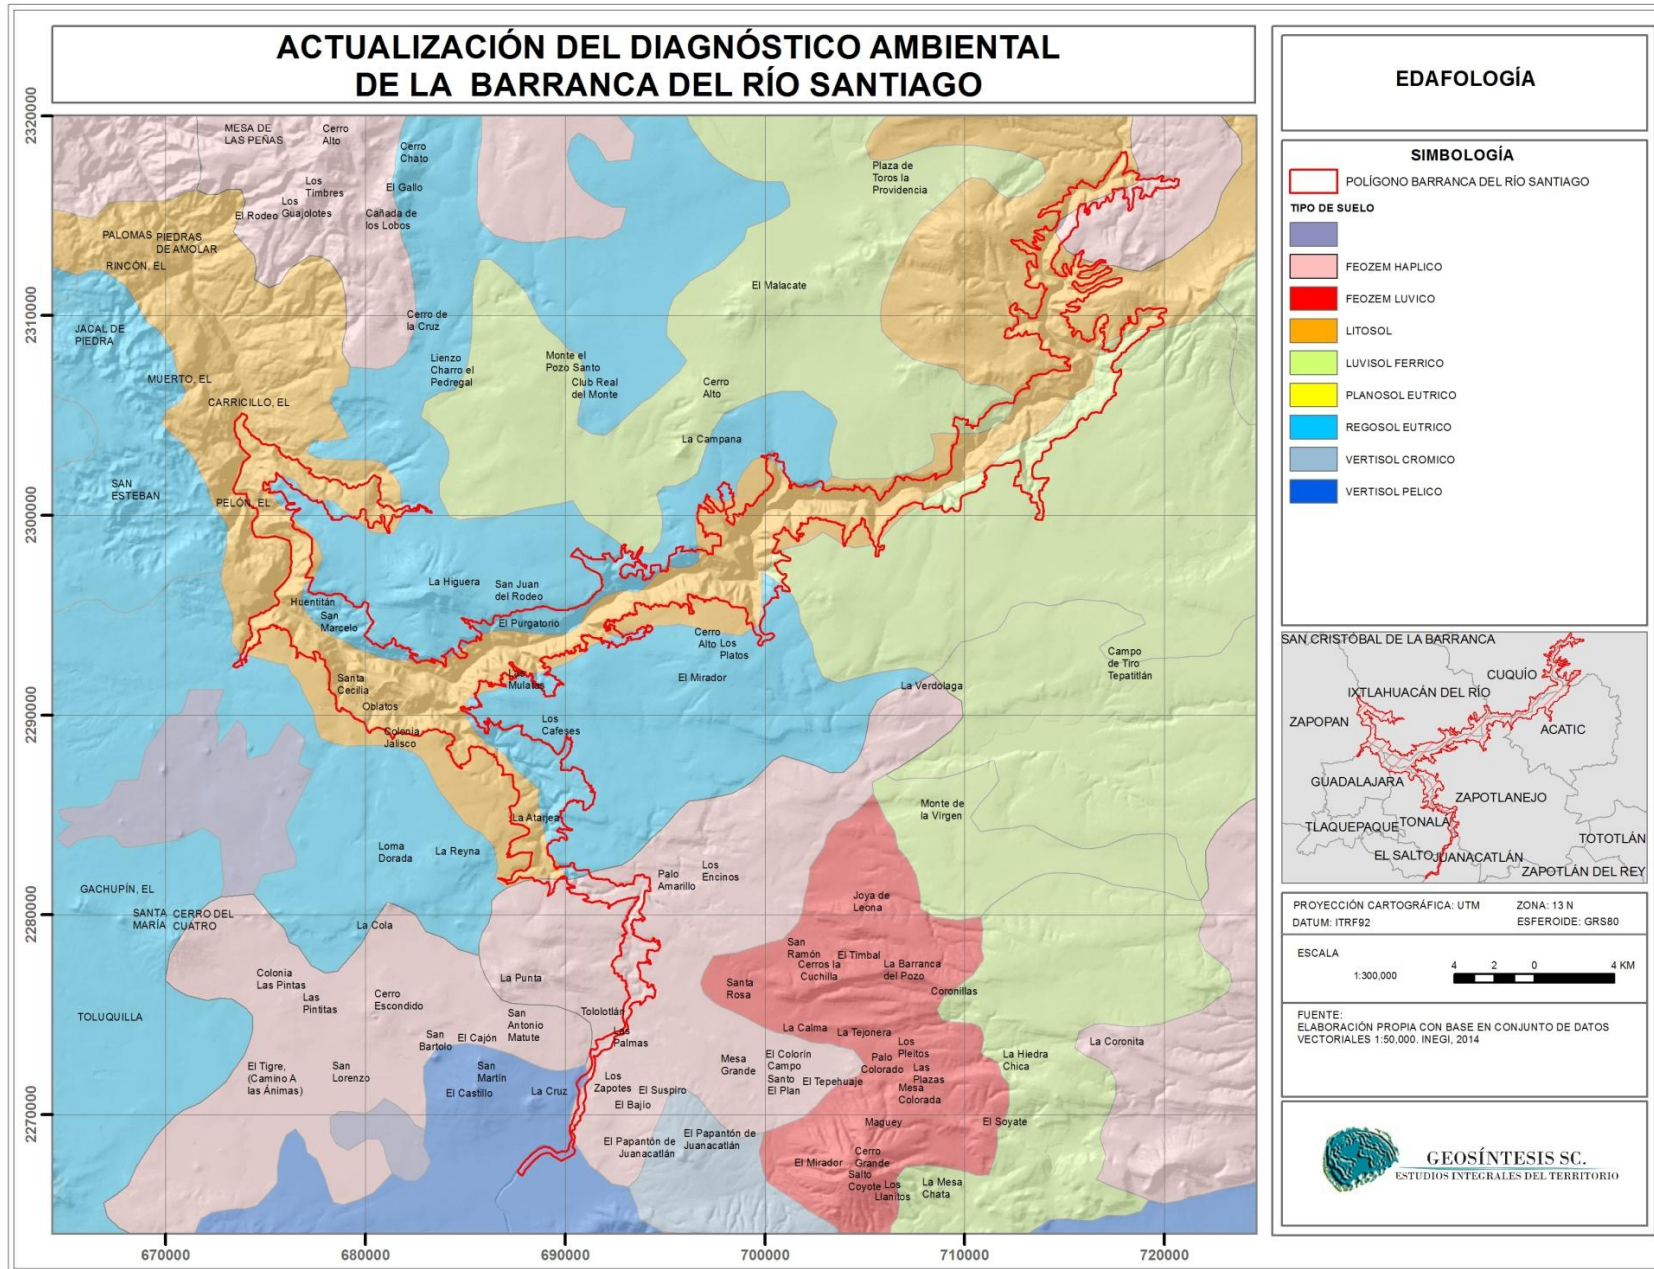 ACTUALIZACIÓN DEL DIAGNÓSTICO AMBIENTAL
DE LA BARRANCA DEL RÍO SANTIAGO
2320000
2310000
2300000
2290000
2280000
2270000
670000
680000
690000
700000
710000
720000
MESA DE
LAS PEÑAS
Cerro
Alto
Cerro
Chato
Los
Timbres
El Gallo
Los
Guajolotes
El Rodeo
Cañada de
los Lobos
PALOMAS
PIEDRAS
DE AMOLAR
RINCÓN, EL
Plaza de
Toros la
Providencia
El Malacate
JACAL DE
PIEDRA
Cerro de
la Cruz
Lienzo
Charro el
Pedregal
Monte el
Pozo Santo
Club Real
del Monte
Cerro
Alto
MUERTO, EL
CARRICILLO, EL
La Campana
SAN
ESTEBAN
PELÓN, EL
La Higuera
San Juan
del Rodeo
Huentitán
San
Marcelo
El Purgatorio
Cerro
Alto
Los
Platos
El Mirador
Campo
de Tiro
Tepatitlán
Santa
Cecilia
Las
Mulatas
La Verdolaga
Oblatos
Los
Cafeses
Colonia
Jalisco
La Atarjea
Monte de
la Virgen
Loma
Dorada
La Reyna
Palo
Amarillo
Los
Encinos
GACHUPÍN, EL
SANTA
MARÍA
CERRO DEL
CUATRO
La Cola
Joya de
Leona
San
Ramón
Cerros la
Cuchilla
El Timbal
La Barranca
del Pozo
Santa
Rosa
Coronillas
Colonia
Las Pintas
Las
Pintitas
Cerro
Escondido
La Punta
TOLUQUILLA
San
Antonio
Matute
Tololotlán
Las
Palmas
San
Bartolo
El Cajón
La Calma
La Tejonera
Los
Pleitos
La Coronita
El Tigre,
(Camino A
las Ánimas)
San
Lorenzo
San
Martín
El Castillo
La Cruz
Los
Zapotes
El Suspiro
El Bajío
Mesa
Grande
El Colorín
Campo
Santo
El Plan
El Tepehuaje
Palo
Colorado
Las
Plazas
Mesa
Colorada
La Hiedra
Chica
Maguey
El Soyate
El Papantón de
Juanacatlán
El Papantón de
Juanacatlán
El Mirador
Cerro
Grande
Salto
Coyote
Los
Llanitos
La Mesa
Chata
EDAFOLOGÍA
SIMBOLOGÍA
POLÍGONO BARRANCA DEL RÍO SANTIAGO
TIPO DE SUELO
FEOZEM HAPLICO
FEOZEM LUVICO
LITOSOL
LUVISOL FERRICO
PLANOSOL EUTRICO
REGOSOL EUTRICO
VERTISOL CROMICO
VERTISOL PELICO
SAN CRISTÓBAL DE LA BARRANCA
CUQUÍO
IXTLAHUACÁN DEL RÍO
ZAPOPAN
ACATIC
GUADALAJARA
ZAPOTLANEJO
TLAQUEPAQUE
TONALÁ
TOTOTLÁN
EL SALTO
JUANACATLÁN
ZAPOTLÁN DEL REY
PROYECCIÓN CARTOGRÁFICA: UTM ZONA: 13 N
DATUM: ITRF92 ESFEROIDE: GRS80
ESCALA
1:300,000
4 2 0 4 KM
FUENTE:
ELABORACIÓN PROPIA CON BASE EN CONJUNTO DE DATOS
VECTORIALES 1:50,000. INEGI, 2014
GEOSÍNTESIS SC.
ESTUDIOS INTEGRALES DEL TERRITORIO